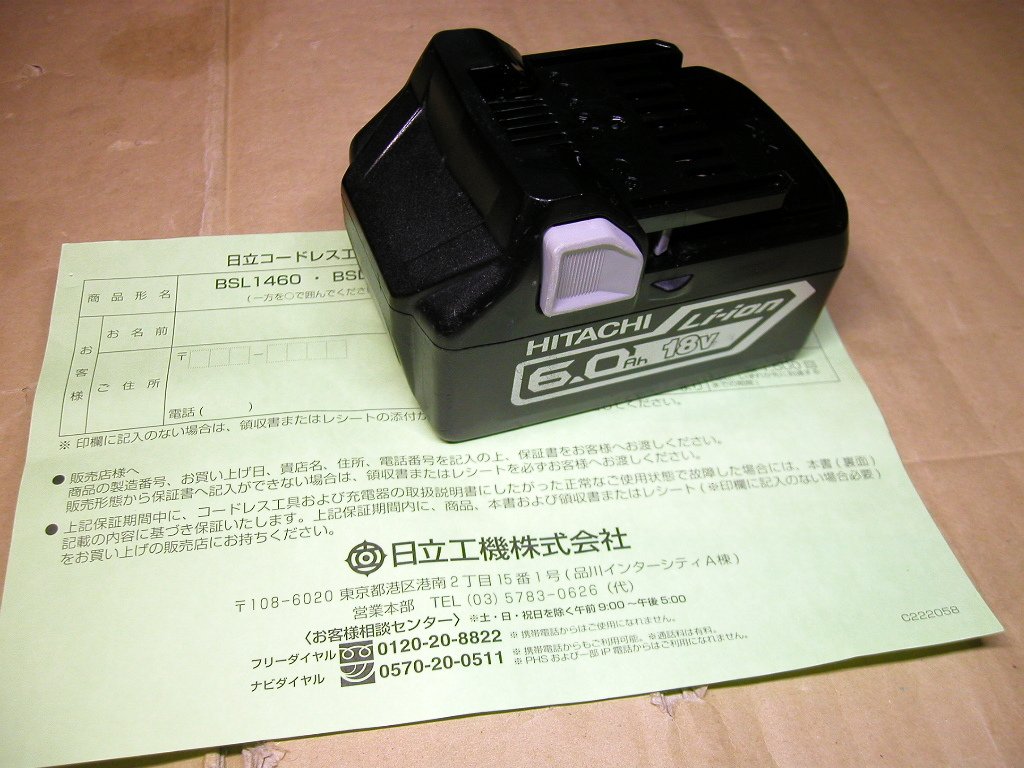 日立コードレス工
商品形名
BSL1460 ・ BSL
(一方を○で囲んでくださ
お客様
お名前
〒
ご住所
電話 (　　)
※ 印欄に記入のない場合は、領収書またはレシートの添付が
ください。
● 販売店様へ
商品の製造番号、お買い上げ日、貴店名、住所、電話番号を記入の上、保証書をお客様へお渡しください。
販売形態から保証書へ記入ができない場合は、領収書またはレシートを必ずお客様へお渡しください。
● 上記保証期間中に、コードレス工具および充電器の取扱説明書にしたがった正常なご使用状態で故障した場合には、本書 (裏面)
記載の内容に基づき保証いたします。上記保証期間内に、商品、本書および領収書またはレシート (※印欄に記入のない場合必要)
をお買い上げの販売店にお持ちください。
日立工機株式会社
〒108-6020 東京都港区港南2丁目15番1号 (品川インターシティA棟)
営業本部 TEL (03) 5783-0626 (代)
〈お客様相談センター〉 ※土・日・祝日を除く午前9:00～午後5:00
フリーダイヤル 0120-20-8822 ※ 携帯電話からはご使用になれません。
ナビダイヤル 0570-20-0511 ※ 携帯電話からもご利用可能。※通話料は有料。
※ PHS および一部 IP 電話からはご利用になれません。
C222058
HITACHI
Li-ion
6.0Ah 18V